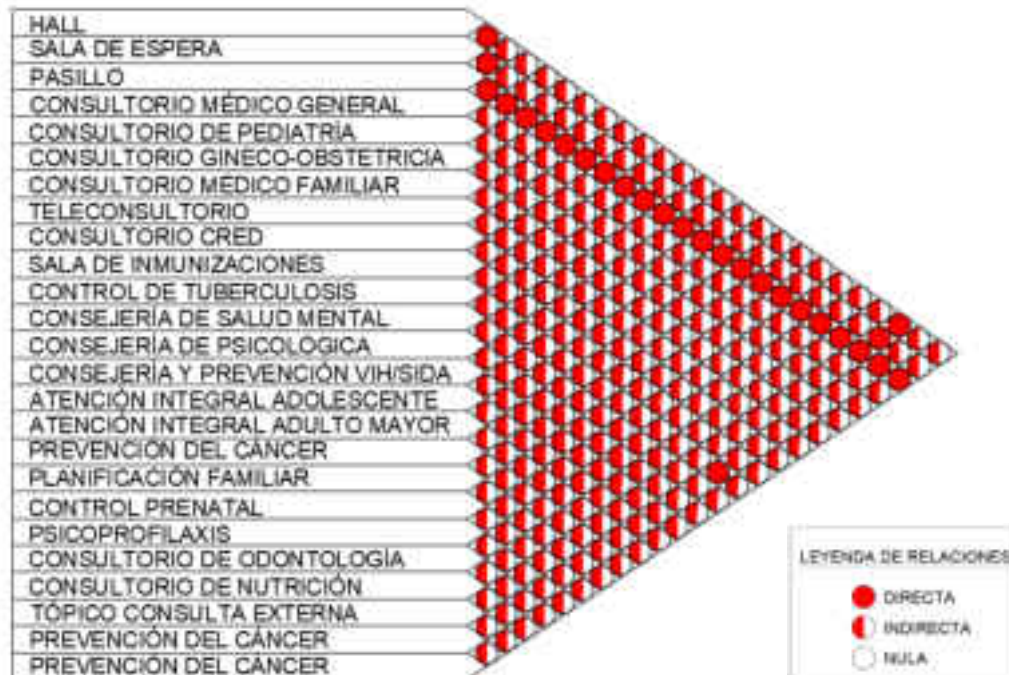 HALL
SALA DE ESPERA
PASILLO
CONSULTORIO MÉDICO GENERAL
CONSULTORIO DE PEDIATRÍA
CONSULTORIO GINECO-OBSTETRICIA
CONSULTORIO MÉDICO FAMILIAR
TELECONSULTORIO
CONSULTORIO CRED
SALA DE INMUNIZACIONES
CONTROL DE TUBERCULOSIS
CONSEJERÍA DE SALUD MENTAL
CONSEJERÍA DE PSICOLOGICA
CONSEJERÍA Y PREVENCIÓN VIH/SIDA
ATENCIÓN INTEGRAL ADOLESCENTE
ATENCIÓN INTEGRAL ADULTO MAYOR
PREVENCIÓN DEL CÁNCER
PLANIFICACIÓN FAMILIAR
CONTROL PRENATAL
PSICOPROFILAXIS
CONSULTORIO DE ODONTOLOGÍA
CONSULTORIO DE NUTRICIÓN
TÓPICO CONSULTA EXTERNA
PREVENCIÓN DEL CÁNCER
PREVENCIÓN DEL CÁNCER
LEYENDA DE RELACIONES
DIRECTA
INDIRECTA
NULA